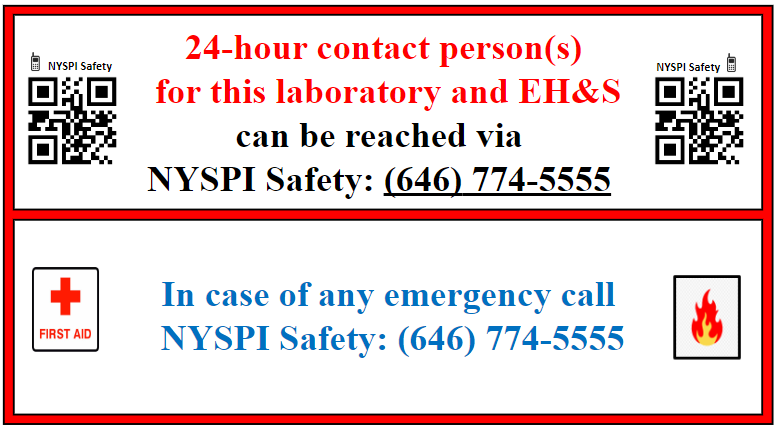 NYSPI Safety
24-hour contact person(s)
for this laboratory and EH&S
can be reached via
NYSPI Safety: (646) 774-5555
NYSPI Safety
FIRST AID
In case of any emergency call
NYSPI Safety: (646) 774-5555